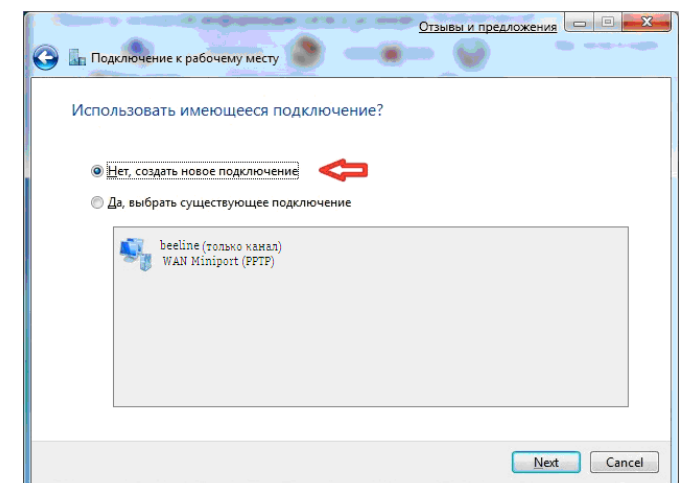 Отзывы и предложения
Подключение к рабочему месту
Использовать имеющееся подключение?
Нет, создать новое подключение
Да, выбрать существующее подключение
beeline (только канал)
WAN Miniport (PPTP)
Next Cancel